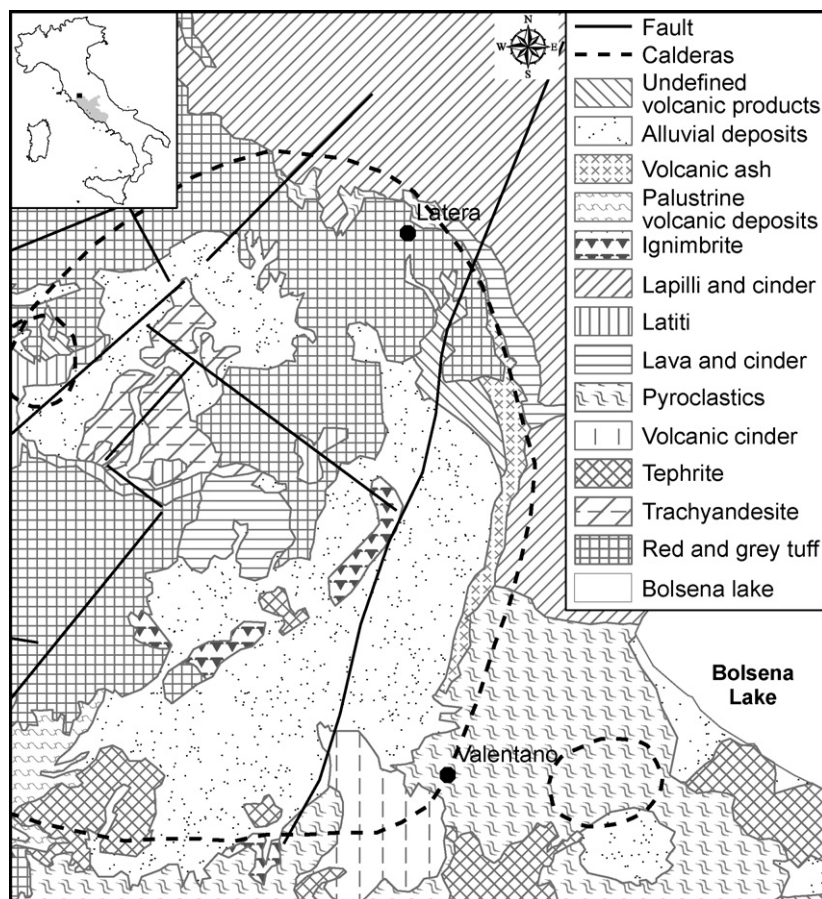 N
W
E
S
Fault
Calderas
Undefined
volcanic products
Alluvial deposits
Volcanic ash
Palustrine
volcanic deposits
Ignimbrite
Lapilli and cinder
Latiti
Lava and cinder
Pyroclastics
Volcanic cinder
Tephrite
Trachyandesite
Red and grey tuff
Bolsena lake
Latera
Bolsena
Lake
Valentano